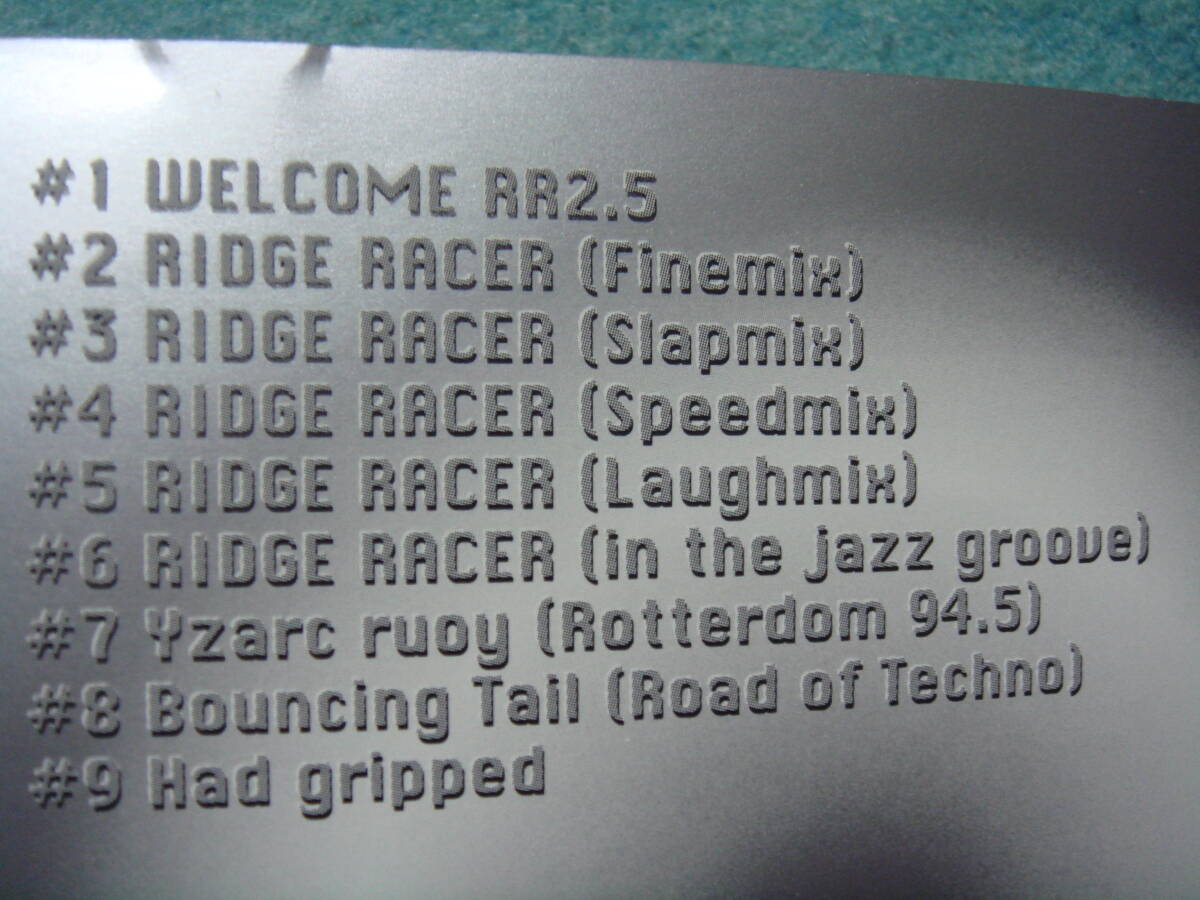 #1 WELCOME RR2.5
#2 RIDGE RACER (Finemix)
#3 RIDGE RACER (Slapmix)
#4 RIDGE RACER (Speedmix)
#5 RIDGE RACER (Laughmix)
#6 RIDGE RACER (in the jazz groove)
#7 Yzarc ruoy (Rotterdom 94.5)
#8 Bouncing Tail (Road of Techno)
#9 Had gripped